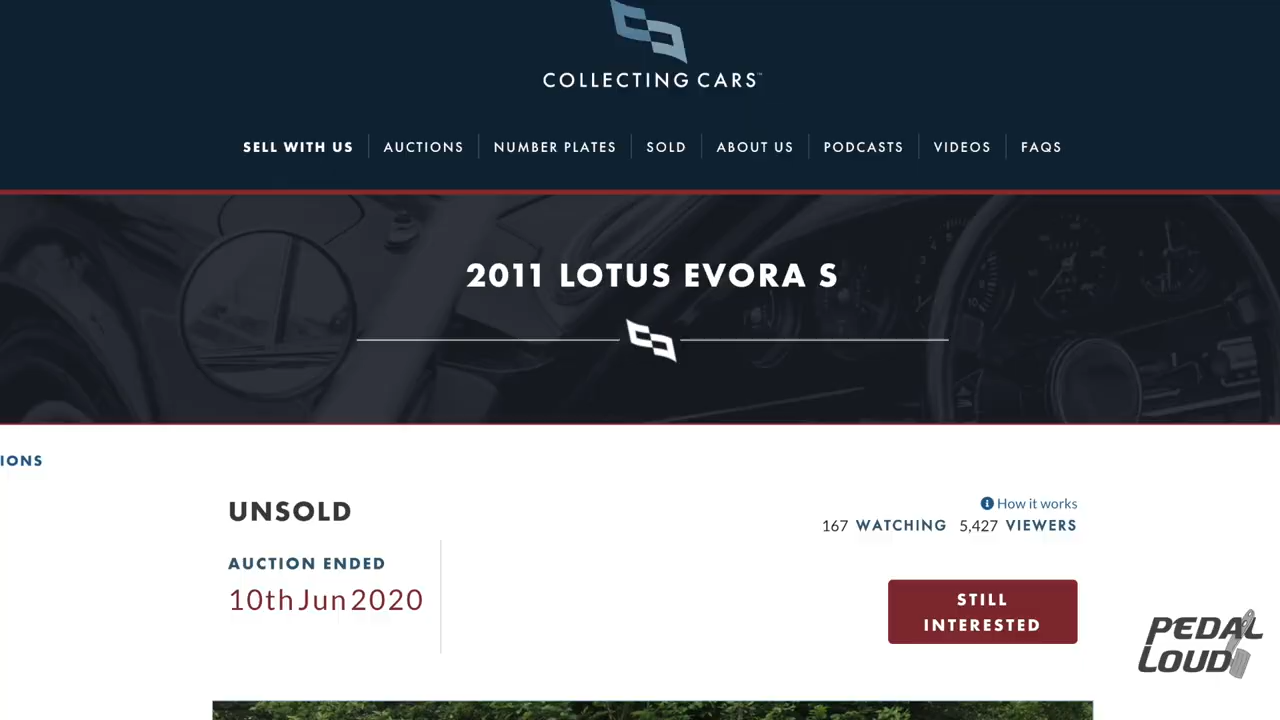 COLLECTING CARS™
SELL WITH US
AUCTIONS
NUMBER PLATES
SOLD
ABOUT US
PODCASTS
VIDEOS
FAQS
2011 LOTUS EVORA S
IONS
UNSOLD
How it works
167 WATCHING 5,427 VIEWERS
AUCTION ENDED
10th Jun 2020
STILL
INTERESTED
PEDAL
LOUD